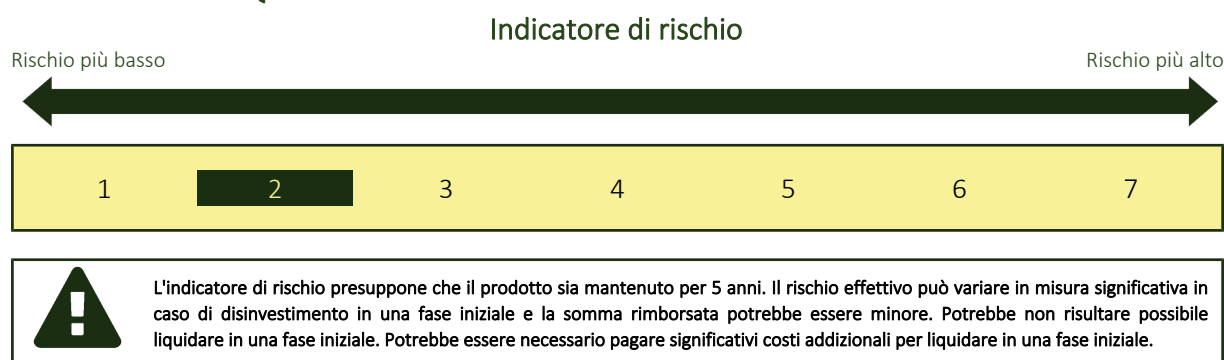 Indicatore di rischio
Rischio più basso
Rischio più alto
1 2 3 4 5 6 7
L'indicatore di rischio presuppone che il prodotto sia mantenuto per 5 anni. Il rischio effettivo può variare in misura significativa in
caso di disinvestimento in una fase iniziale e la somma rimborsata potrebbe essere minore. Potrebbe non risultare possibile
liquidare in una fase iniziale. Potrebbe essere necessario pagare significativi costi addizionali per liquidare in una fase iniziale.